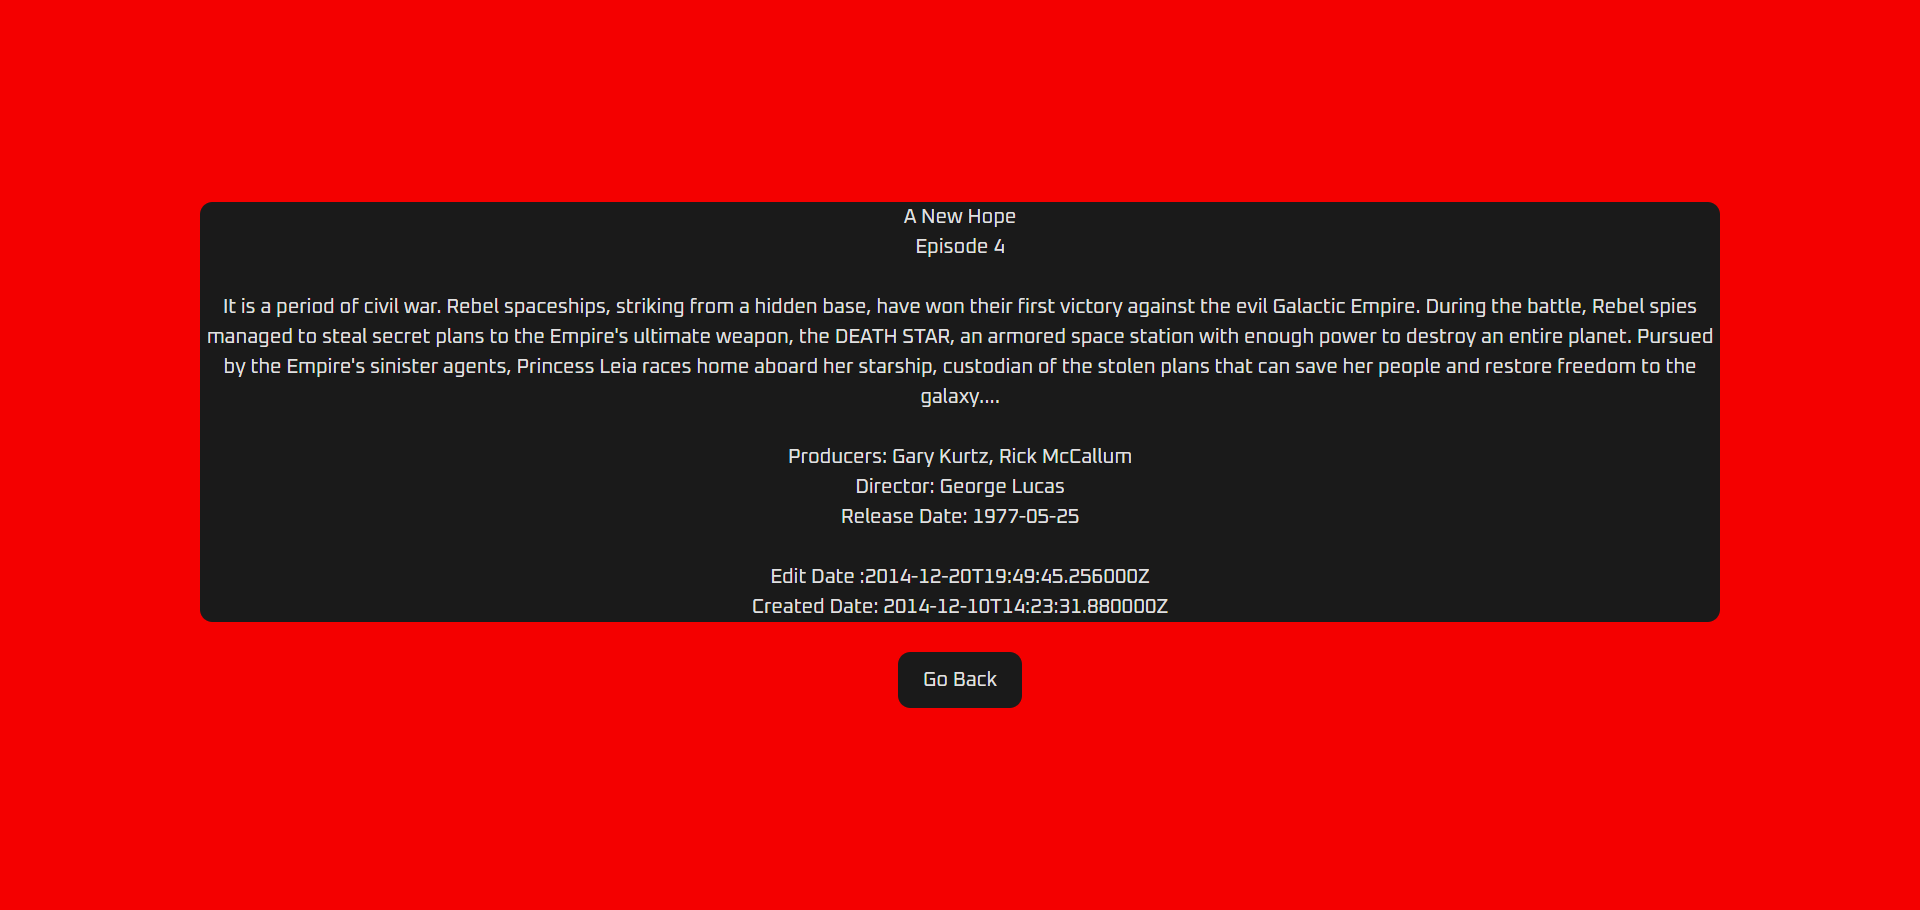 A New Hope
Episode 4
It is a period of civil war. Rebel spaceships, striking from a hidden base, have won their first victory against the evil Galactic Empire. During the battle, Rebel spies
managed to steal secret plans to the Empire's ultimate weapon, the DEATH STAR, an armored space station with enough power to destroy an entire planet. Pursued
by the Empire's sinister agents, Princess Leia races home aboard her starship, custodian of the stolen plans that can save her people and restore freedom to the
galaxy....
Producers: Gary Kurtz, Rick McCallum
Director: George Lucas
Release Date: 1977-05-25
Edit Date :2014-12-20T19:49:45.256000Z
Created Date: 2014-12-10T14:23:31.880000Z
Go Back